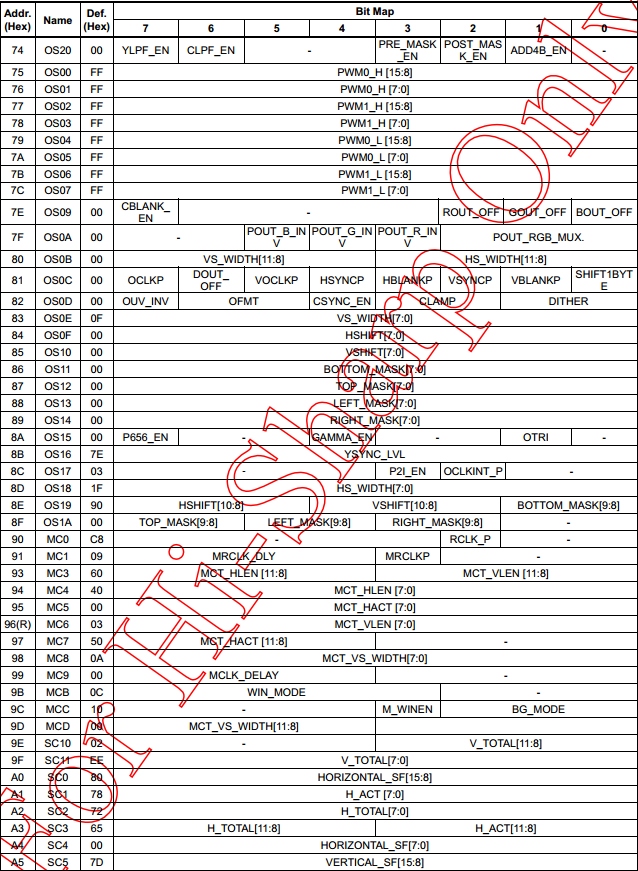 Addr. (Hex) Name Def. (Hex) Bit Map
7 6 5 4 3 2 1 0
74 OS20 00 YLPF_EN CLPF_EN - PRE_MASK_EN POST_MASK_EN ADD4B_EN -
75 OS00 FF PWM0_H [15:8]
76 OS01 FF PWM0_H [7:0]
77 OS02 FF PWM1_H [15:8]
78 OS03 FF PWM1_H [7:0]
79 OS04 FF PWM0_L [15:8]
7A OS05 FF PWM0_L [7:0]
7B OS06 FF PWM1_L [15:8]
7C OS07 FF PWM1_L [7:0]
7E OS09 00 CBLANK_EN - ROUT_OFF GOUT_OFF BOUT_OFF
7F OS0A 00 - POUT_B_INV POUT_G_INV POUT_R_INV POUT_RGB_MUX.
80 OS0B 00 VS_WIDTH[11:8] HS_WIDTH[11:8]
81 OS0C 00 OCLKP DOUT_OFF VOCLKP HSYNCP HBLANKP VSYNCP VBLANKP SHIFT1BYTE
82 OS0D 00 OUV_INV OFMT CSYNC_EN CLAMP DITHER
83 OS0E 0F VS_WIDTH[7:0]
84 OS0F 00 HSHIFT[7:0]
85 OS10 00 VSHIFT[7:0]
86 OS11 00 BOTTOM_MASK[7:0]
87 OS12 00 TOP_MASK[7:0]
88 OS13 00 LEFT_MASK[7:0]
89 OS14 00 RIGHT_MASK[7:0]
8A OS15 00 P656_EN - GAMMA_EN - OTRI -
8B OS16 7E YSYNC_LVL
8C OS17 03 - P2I_EN OCLKINT_P -
8D OS18 1F HS_WIDTH[7:0]
8E OS19 90 HSHIFT[10:8] VSHIFT[10:8] BOTTOM_MASK[9:8]
8F OS1A 00 TOP_MASK[9:8] LEFT_MASK[9:8] RIGHT_MASK[9:8] -
90 MC0 C8 - RCLK_P -
91 MC1 09 MRCLK_DLY MRCLKP -
93 MC3 60 MCT_HLEN [11:8] MCT_VLEN [11:8]
94 MC4 40 MCT_HLEN [7:0]
95 MC5 00 MCT_HACT [7:0]
96(R) MC6 03 MCT_VLEN [7:0]
97 MC7 50 MCT_HACT [11:8] -
98 MC8 0A MCT_VS_WIDTH[7:0]
99 MC9 00 MCLK_DELAY -
9B MCB 0C WIN_MODE -
9C MCC 10 - M_WINEN BG_MODE
9D MCD 00 MCT_VS_WIDTH[11:8]
9E SC10 02 - V_TOTAL[11:8]
9F SC11 EE V_TOTAL[7:0]
A0 SC0 80 HORIZONTAL_SF[15:8]
A1 SC1 78 H_ACT [7:0]
A2 SC2 72 H_TOTAL[7:0]
A3 SC3 65 H_TOTAL[11:8] H_ACT[11:8]
A4 SC4 00 HORIZONTAL_SF[7:0]
A5 SC5 7D VERTICAL_SF[15:8]
For Hi-Sharp Only